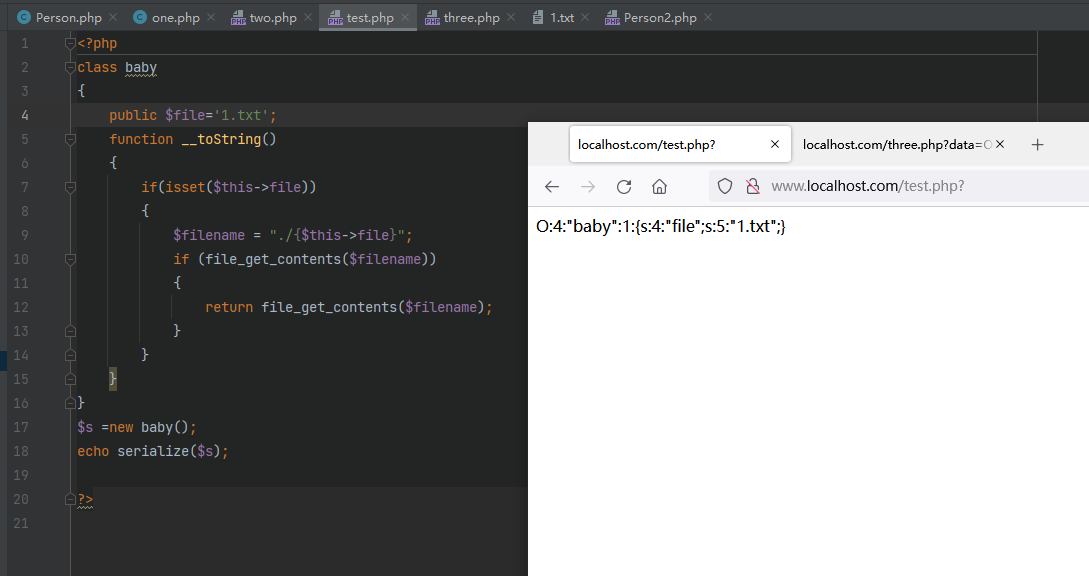 Person.php one.php two.php test.php three.php 1.txt Person2.php
1 <?php
2 class baby
3 {
4 public $file='1.txt';
5 function __toString()
6 {
7 if(isset($this->file))
8 {
9 $filename = "./{$this->file}";
10 if (file_get_contents($filename))
11 {
12 return file_get_contents($filename);
13 }
14 }
15 }
16 }
17 $s =new baby();
18 echo serialize($s);
19
20 ?>
21
localhost.com/test.php? localhost.com/three.php?data=O
www.localhost.com/test.php?
O:4:"baby":1:{s:4:"file";s:5:"1.txt";}